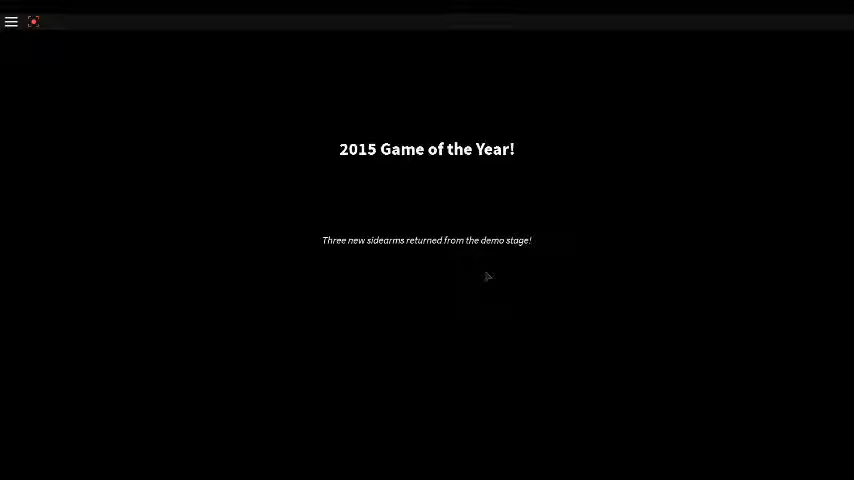 2015 Game of the Year!
Three new sidearms returned from the demo stage!